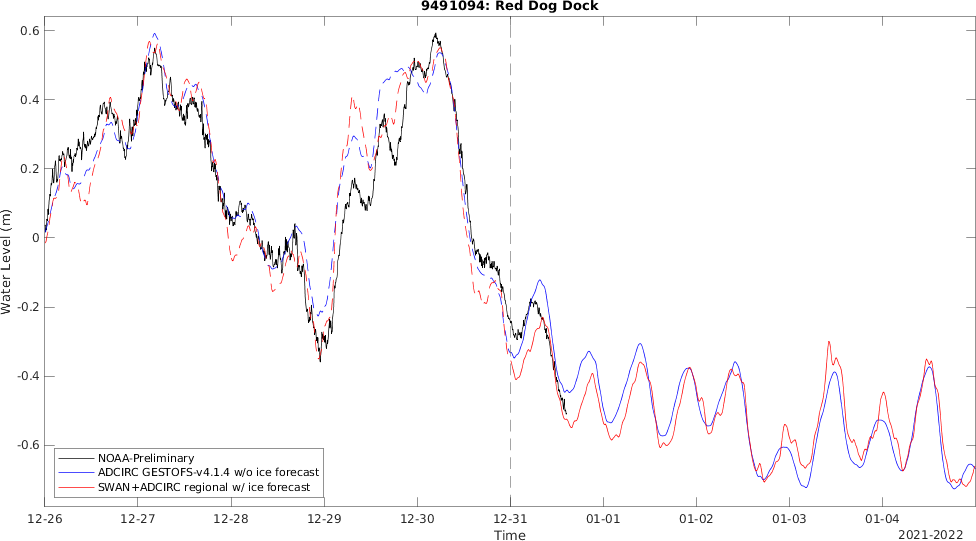 9491094: Red Dog Dock
0.6
0.4
0.2
0
-0.2
-0.4
-0.6
Water Level (m)
NOAA-Preliminary
ADCIRC GESTOFS-v4.1.4 w/o ice forecast
SWAN+ADCIRC regional w/ ice forecast
12-26 12-27 12-28 12-29 12-30 12-31 01-01 01-02 01-03 01-04
Time
2021-2022